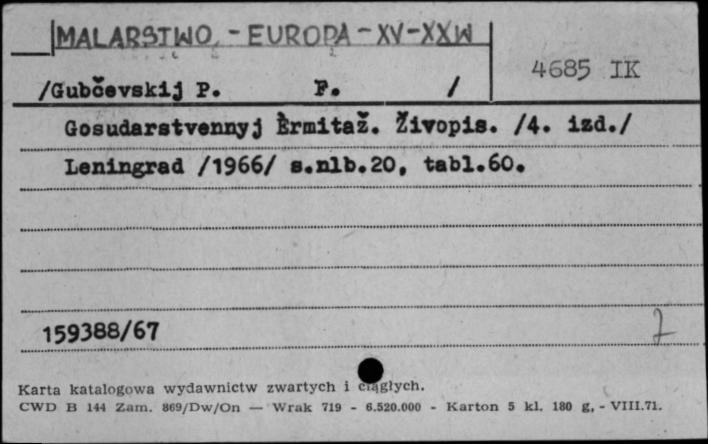 MALARSTWO - EUROPA - XV-XXW
4685 IK
/Gubčevskij P. F. /
Gosudarstvennyj Èrmitaž. Živopis. /4. izd./
Leningrad /1966/ s.nlb.20, tabl.60.
159388/67
Karta katalogowa wydawnictw zwartych i ciągłych.
CWD B 144 Zam. 869/Dw/On — Wrak 719 - 6.520.000 - Karton 5 kl. 180 g, - VIII.71.